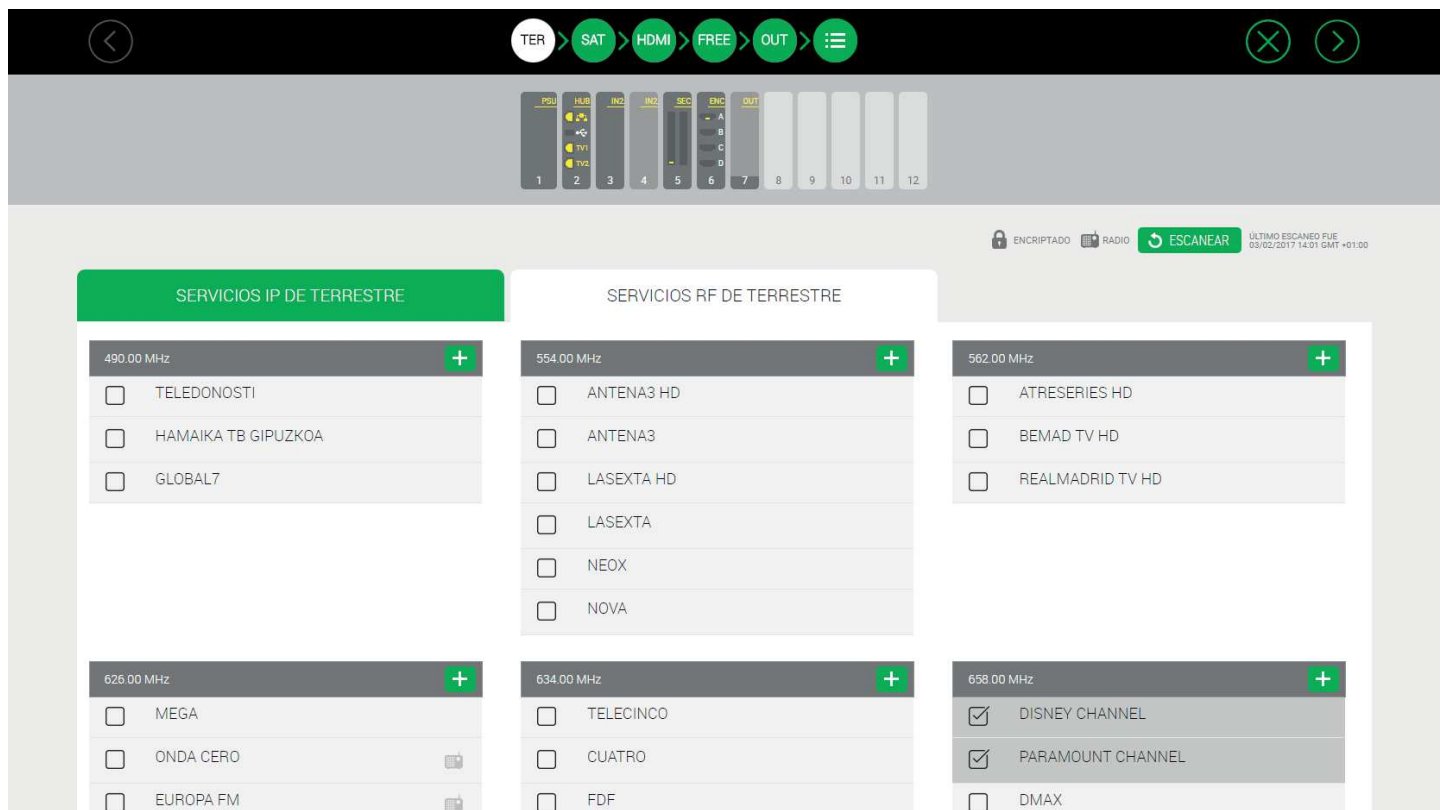 TER SAT HDMI FREE OUT
PSU HUB IN2 IN2 SEC ENC OUT
A
B
TV1 C
TV2 D
1 2 3 4 5 6 7 8 9 10 11 12
ENCRIPTADO RADIO ESCANEAR ÚLTIMO ESCANEO FUE
03/02/2017 14:01 GMT +01:00
SERVICIOS IP DE TERRESTRE SERVICIOS RF DE TERRESTRE
490.00 MHz
TELEDONOSTI
HAMAIKA TB GIPUZKOA
GLOBAL7
554.00 MHz
ANTENA3 HD
ANTENA3
LASEXTA HD
LASEXTA
NEOX
NOVA
562.00 MHz
ATRESERIES HD
BEMAD TV HD
REALMADRID TV HD
626.00 MHz
MEGA
ONDA CERO
EUROPA FM
634.00 MHz
TELECINCO
CUATRO
FDF
658.00 MHz
DISNEY CHANNEL
PARAMOUNT CHANNEL
DMAX